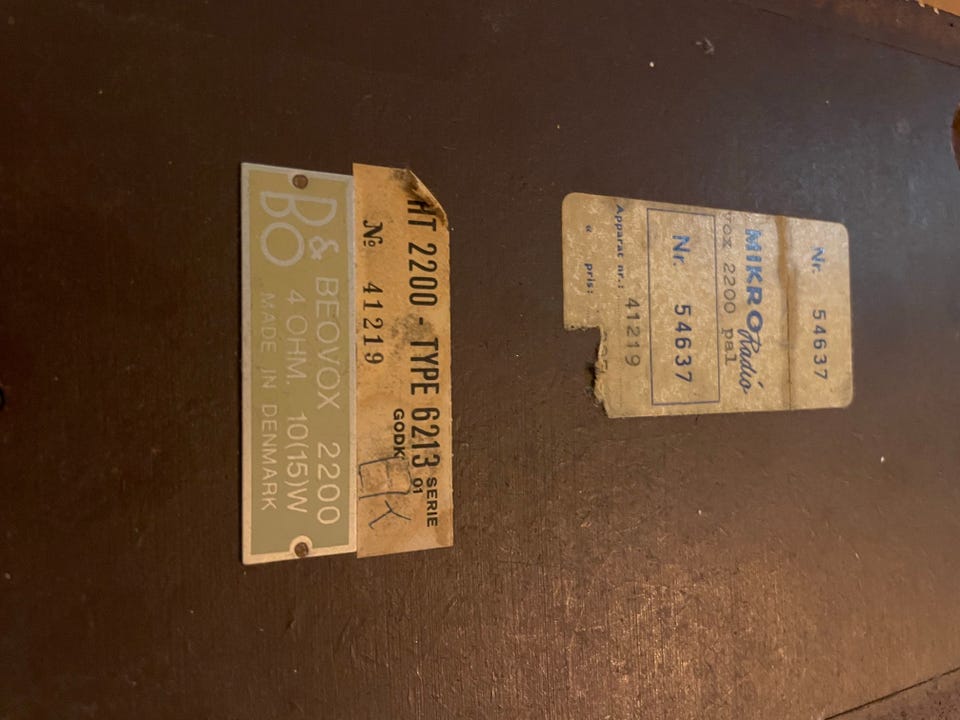 Nr. 54637
MIKRO Radio
vox 2200 pal
Nr. 54637
Apparat nr.: 41219
« pris:
HT 2200 - TYPE 6213 SERIE 01
№ 41219 GODK.
B&O BEOVOX 2200
4 OHM. 10(15)W
MADE IN DENMARK